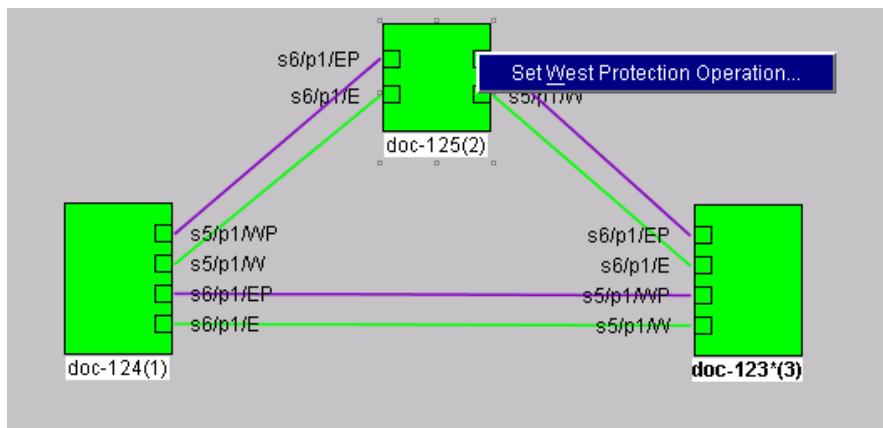 s6/p1/EP
Set West Protection Operation...
s6/p1/E
s5/p1/W
doc-125(2)
s5/p1/WP
s6/p1/EP
s5/p1/W
s6/p1/E
s6/p1/EP
s5/p1/WP
s6/p1/E
s5/p1/W
doc-124(1)
doc-123*(3)